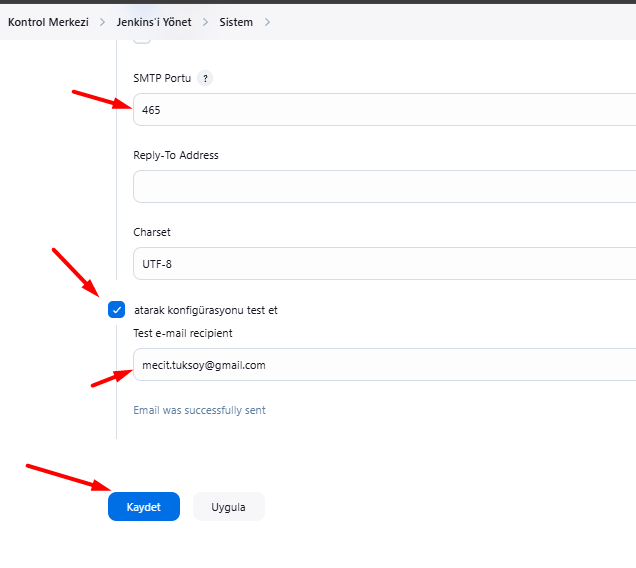 Kontrol Merkezi > Jenkins'i Yönet > Sistem >
SMTP Portu ?
465
Reply-To Address
Charset
UTF-8
atarak konfigürasyonu test et
Test e-mail recipient
mecit.tuksoy@gmail.com
Email was successfully sent
Kaydet Uygula